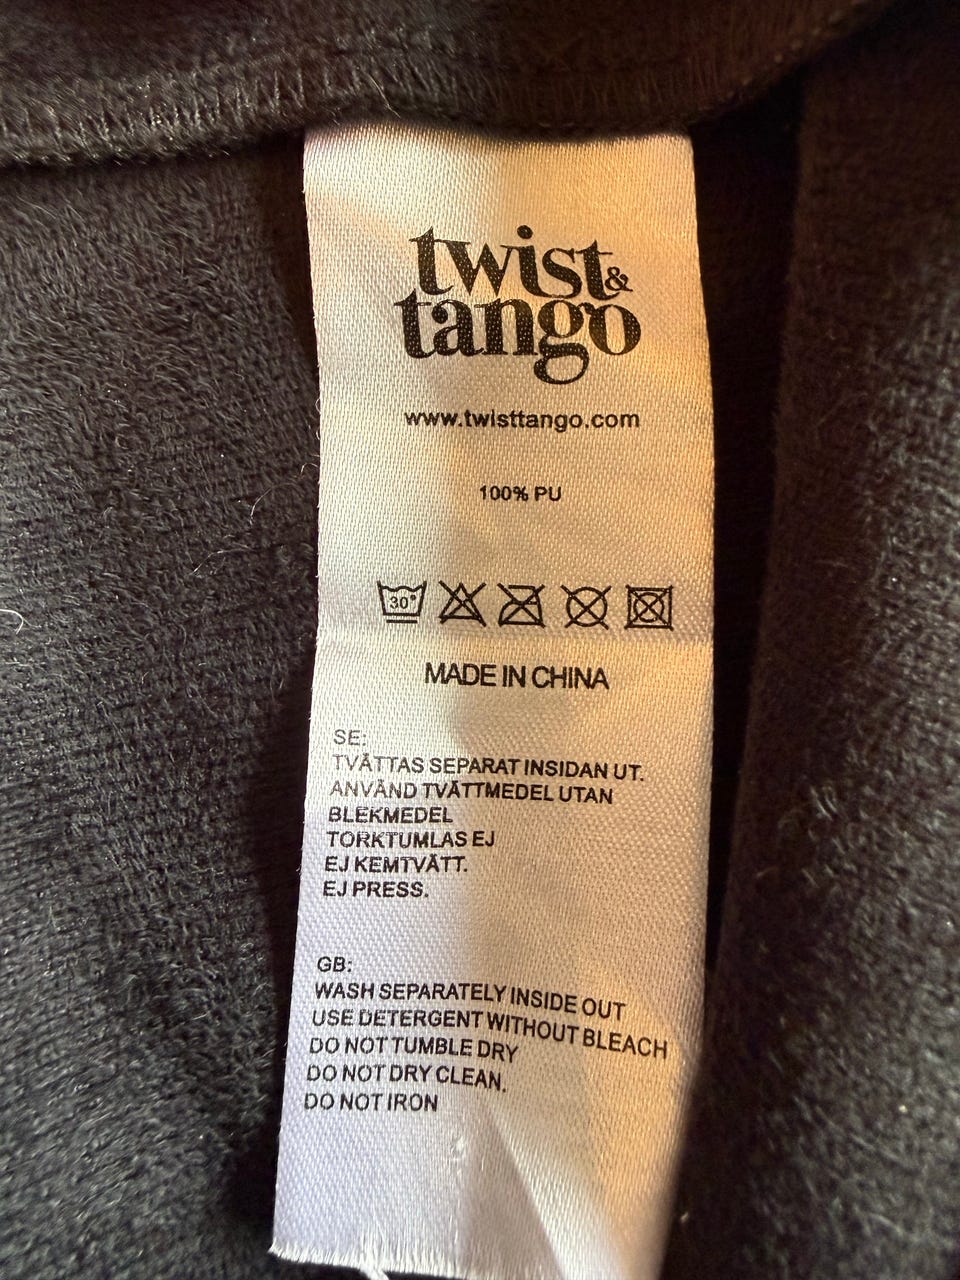 twist&
tango
www.twisttango.com
100% PU
30°
MADE IN CHINA
SE:
TVÄTTAS SEPARAT INSIDAN UT.
ANVÄND TVÄTTMEDEL UTAN
BLEKMEDEL
TORKTUMLAS EJ
EJ KEMTVÄTT.
EJ PRESS.
GB:
WASH SEPARATELY INSIDE OUT
USE DETERGENT WITHOUT BLEACH
DO NOT TUMBLE DRY
DO NOT DRY CLEAN.
DO NOT IRON